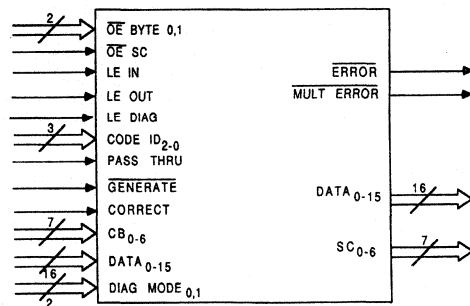 2 OE BYTE 0,1
OE SC
LE IN
ERROR
LE OUT
MULT ERROR
LE DIAG
3 CODE ID2-0
PASS THRU
GENERATE
DATA0-15 16
CORRECT
7 CB0-6
SC0-6 7
DATA0-15
16 DIAG MODE0,1
2